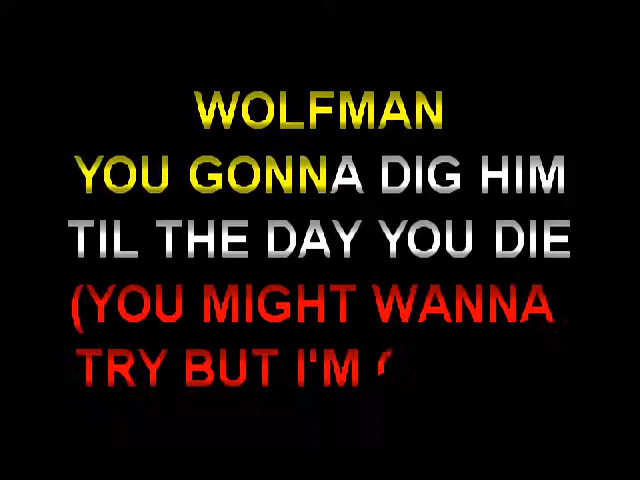 WOLFMAN
YOU GONNA DIG HIM
TIL THE DAY YOU DIE
(YOU MIGHT WANNA
TRY BUT I'M